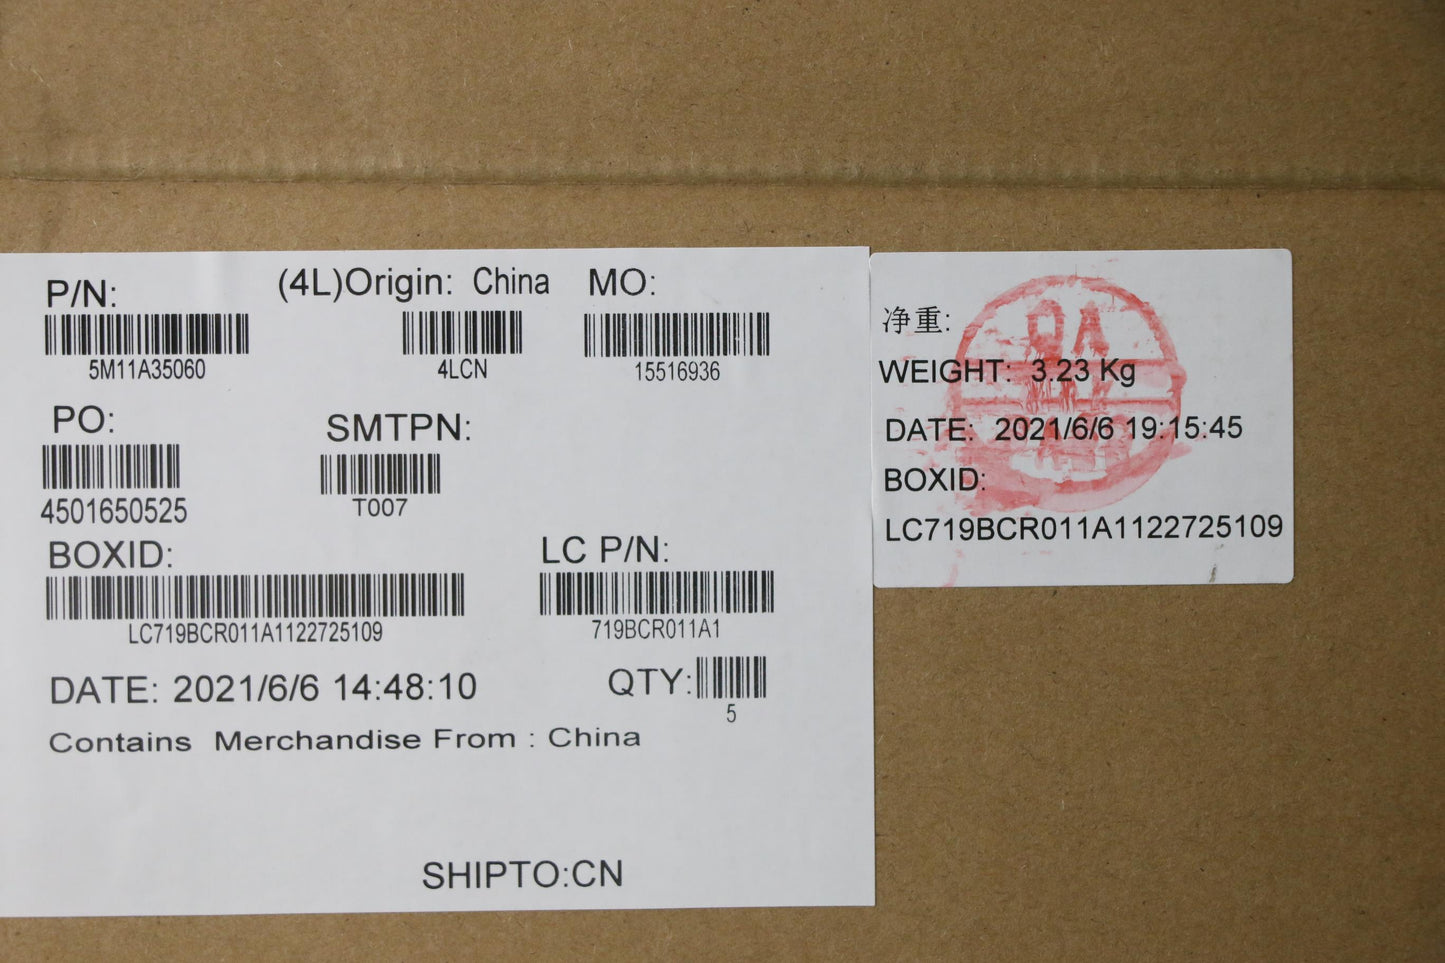 P/N:
(4L)Origin: China
MO:
5M11A35060
4LCN
15516936
PO:
SMTPN:
4501650525
T007
BOXID:
LC P/N:
LC719BCR011A1122725109
719BCR011A1
DATE: 2021/6/6 14:48:10
QTY:
5
Contains Merchandise From : China
SHIPTO:CN
净重:
WEIGHT: 3.23 Kg
DATE: 2021/6/6 19:15:45
BOXID:
LC719BCR011A1122725109
QA